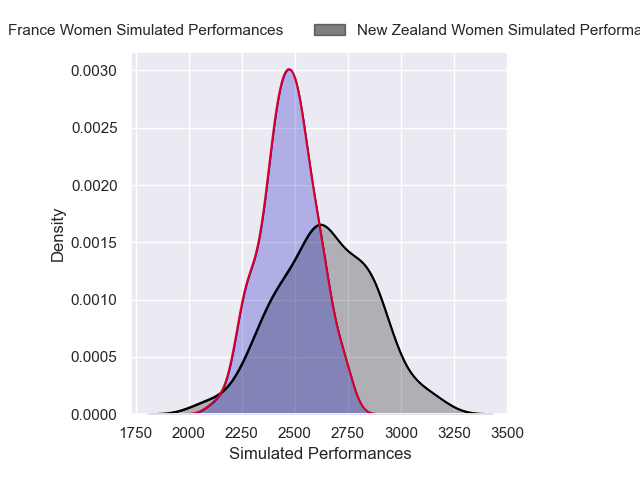 France Women Simulated Performances New Zealand Women Simulated Performa
0.0030
0.0025
0.0020
0.0015
0.0010
0.0005
0.0000
Density
1750 2000 2250 2500 2750 3000 3250 3500
Simulated Performances